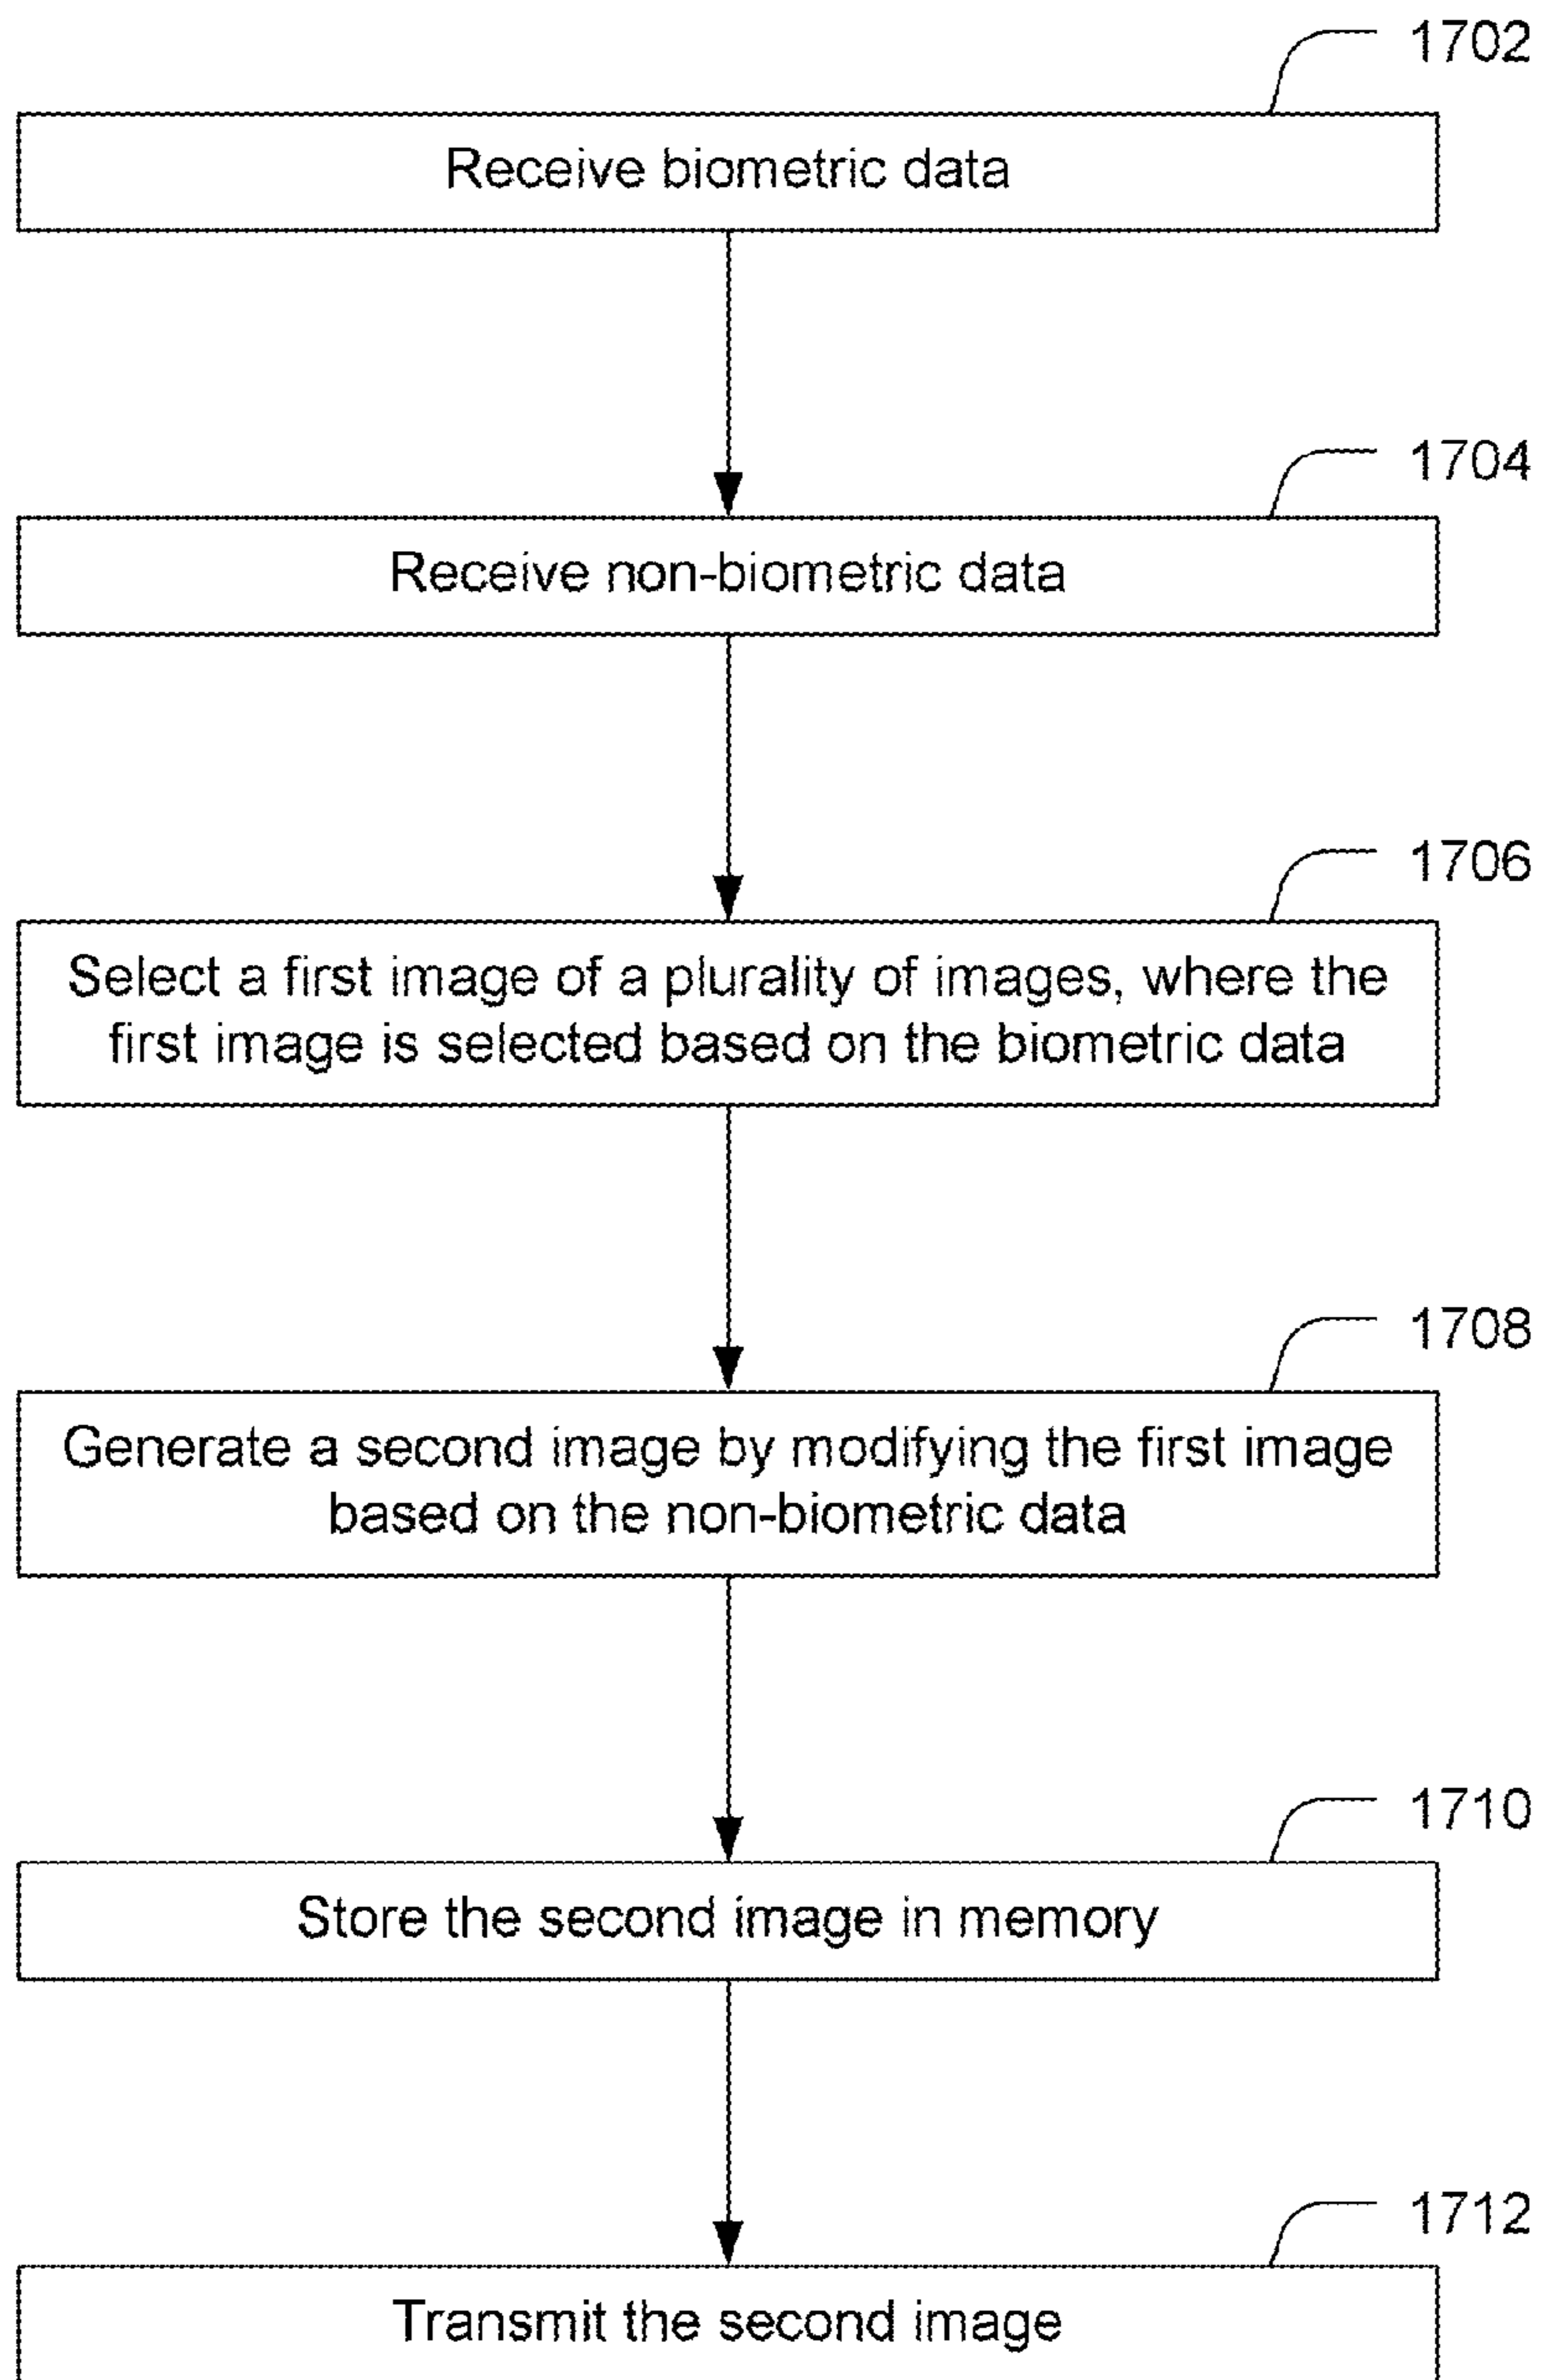 1702
Receive biometric data
1704
Receive non-biometric data
1706
Select a first image of a plurality of images, where the
first image is selected based on the biometric data
1708
Generate a second image by modifying the first image
based on the non-biometric data
1710
Store the second image in memory
1712
Transmit the second image